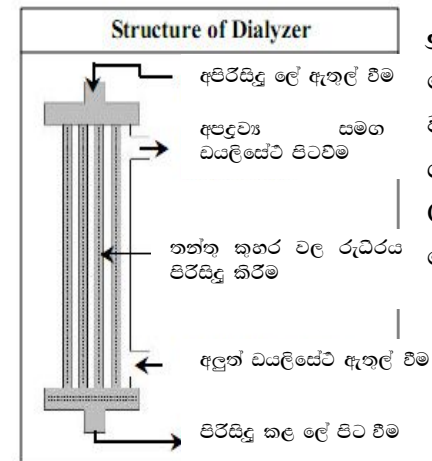 Structure of Dialyzer
අපිරිසිදු ලේ ඇතුල් වීම
අපද්‍රව්‍ය සමග
ඩයලිසේට් පිටවීම
තන්තු කුහර වල රුධිරය
පිරිසිදු කිරීම
අලුත් ඩයලිසේට් ඇතුල් වීම
පිරිසිදු කළ ලේ පිට වීම